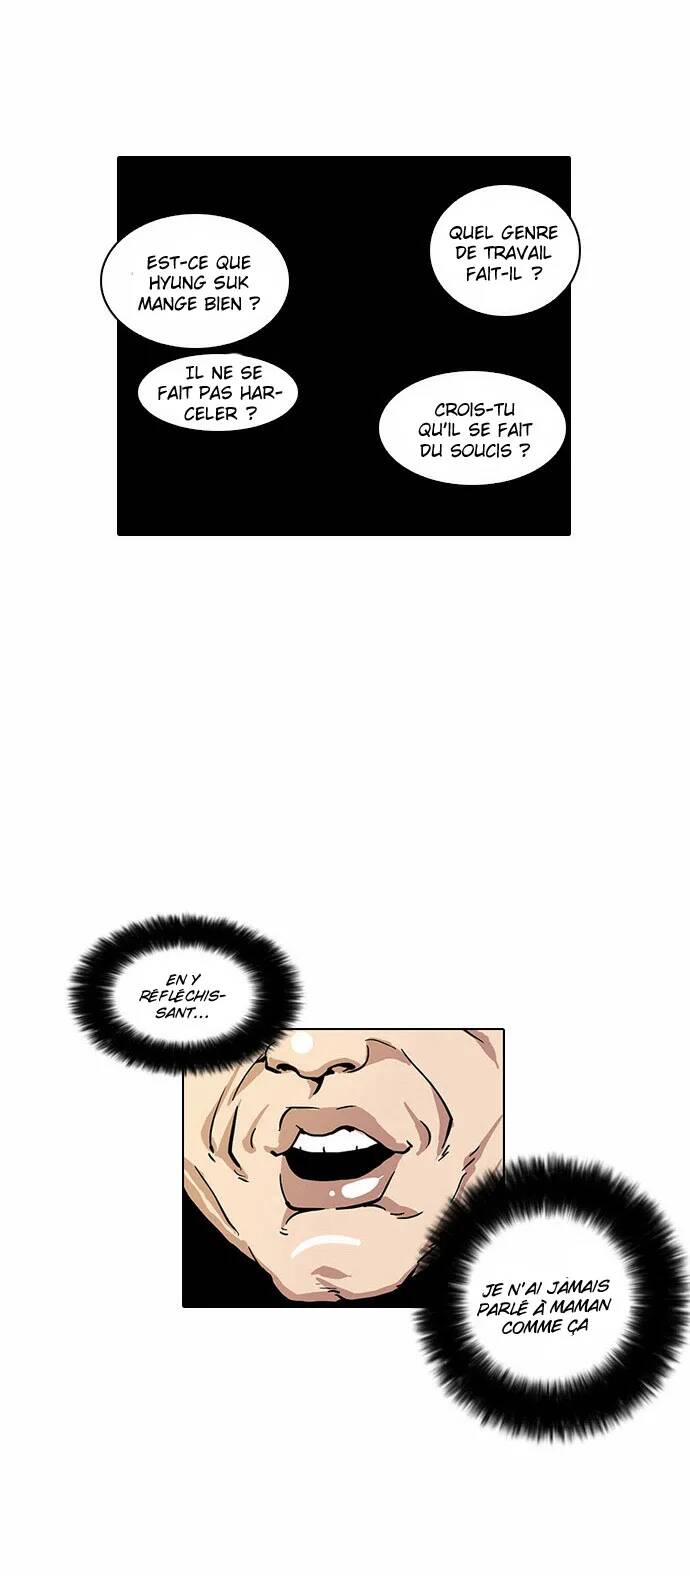 EST-CE QUE
HYUNG SUK
MANGE BIEN ?
QUEL GENRE
DE TRAVAIL
FAIT-IL ?
IL NE SE
FAIT PAS HAR-
CELER ?
CROIS-TU
QU'IL SE FAIT
DU SOUCIS ?
EN Y
RÉFLÉCHIS-
SANT...
JE N'AI JAMAIS
PARLÉ À MAMAN
COMME ÇA